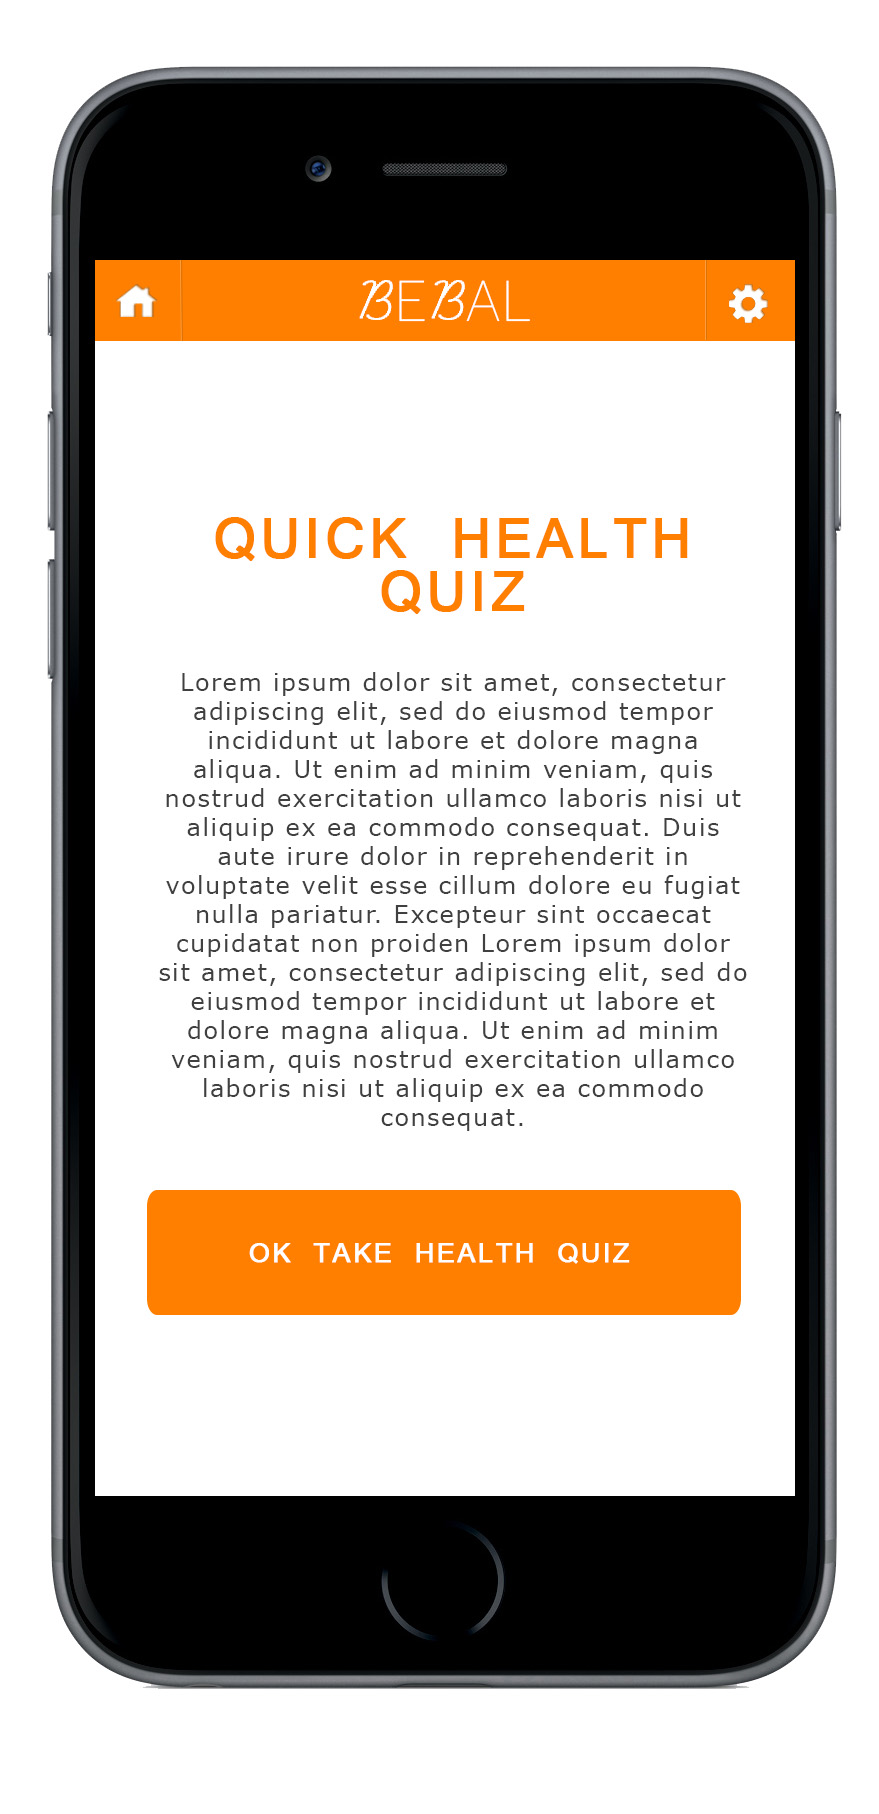 BEBAL
QUICK HEALTH
QUIZ
Lorem ipsum dolor sit amet, consectetur
adipiscing elit, sed do eiusmod tempor
incididunt ut labore et dolore magna
aliqua. Ut enim ad minim veniam, quis
nostrud exercitation ullamco laboris nisi ut
aliquip ex ea commodo consequat. Duis
aute irure dolor in reprehenderit in
voluptate velit esse cillum dolore eu fugiat
nulla pariatur. Excepteur sint occaecat
cupidatat non proiden Lorem ipsum dolor
sit amet, consectetur adipiscing elit, sed do
eiusmod tempor incididunt ut labore et
dolore magna aliqua. Ut enim ad minim
veniam, quis nostrud exercitation ullamco
laboris nisi ut aliquip ex ea commodo
consequat.
OK TAKE HEALTH QUIZ